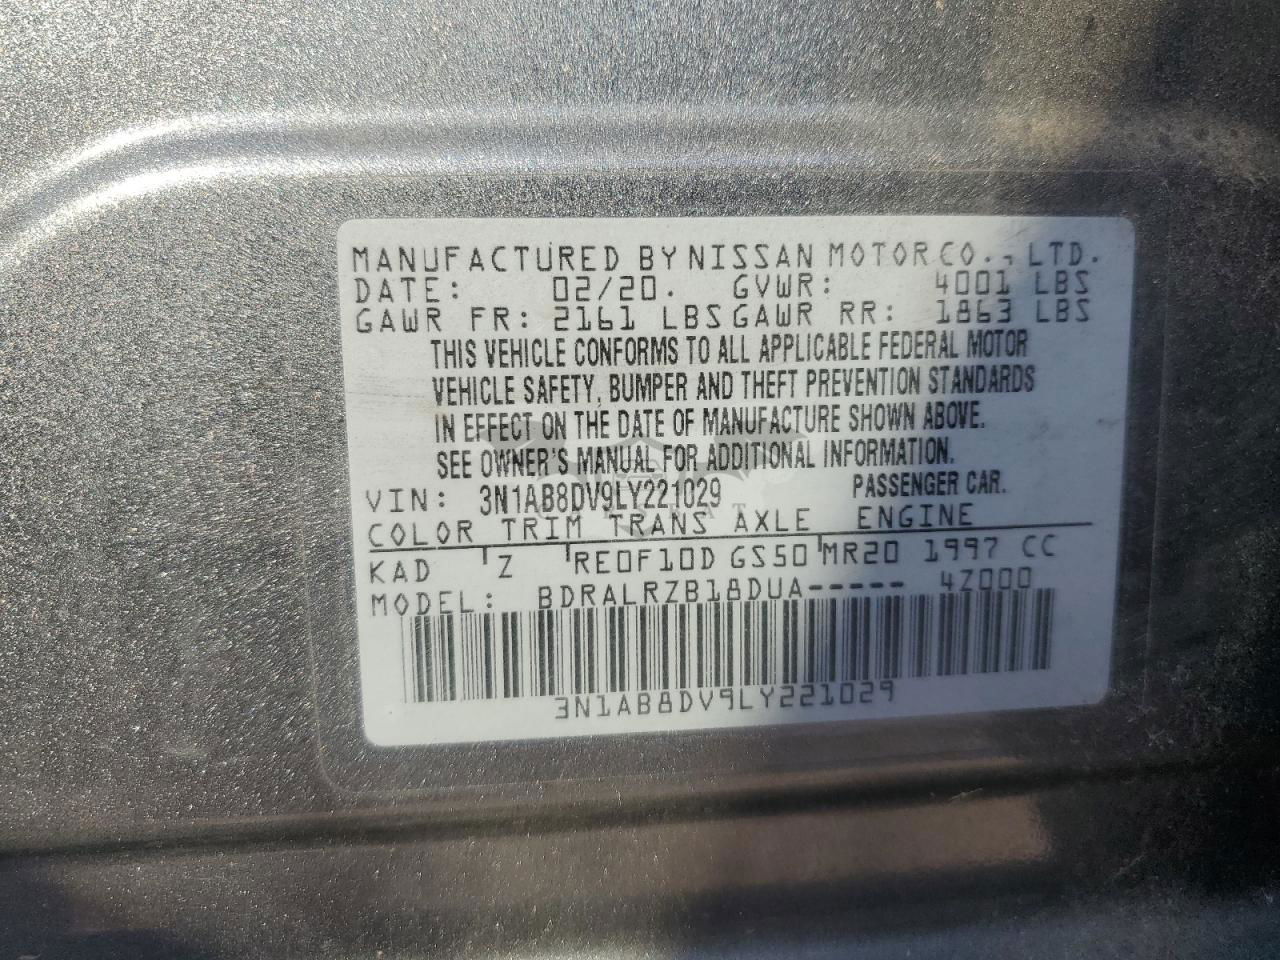 MANUFACTURED BY NISSAN MOTOR CO., LTD.
DATE: 02/20. GVWR: 4001 LBS
GAWR FR: 2161 LBS GAWR RR: 1863 LBS
THIS VEHICLE CONFORMS TO ALL APPLICABLE FEDERAL MOTOR
VEHICLE SAFETY, BUMPER AND THEFT PREVENTION STANDARDS
IN EFFECT ON THE DATE OF MANUFACTURE SHOWN ABOVE.
SEE OWNER'S MANUAL FOR ADDITIONAL INFORMATION.
VIN: 3N1AB8DV9LY221029 PASSENGER CAR.
COLOR TRIM TRANS AXLE ENGINE
KAD Z RE0F10D GS50 MR20 1997 CC
MODEL: BDRALRZB18DUA----- 4Z000
3N1AB8DV9LY221029